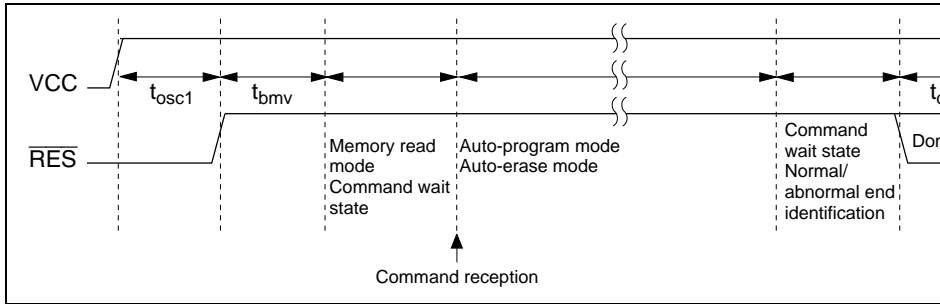 VCC
tosc1
tbmv
RES
Memory read
mode
Command wait
state
Auto-program mode
Auto-erase mode
Command
wait state
Normal/
abnormal end
identification
Command reception